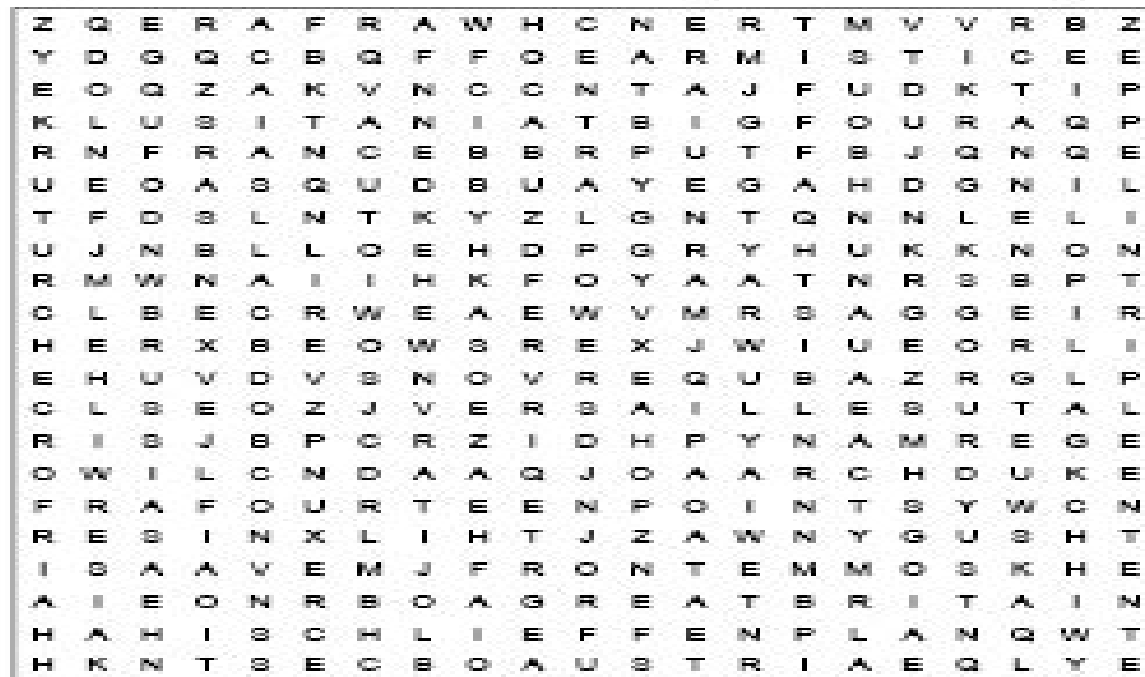 Z Q E R A F R A W H C N E R T M V V R B Z
Y D G Q C B Q F F O E A R M I S T I C E E
E O Q Z A K V N C C N T A J F U D K T I P
K L U S I T A N I A T B I G F O U R A Q P
R N F R A N C E B B R P U T F B J Q N Q E
U E O A S Q U D B U A Y E G A H D G N I L
T F D S L N T K Y Z L G N T Q N N L E L I
U J N B L L O E H D P G R Y H U K K N O N
R M W N A I I H K F O Y A A T N R S B P T
C L B E C R W E A E W V M R S A G G E I R
H E R X B E O W S R E X J W I U E O R L I
E H U V D V S N O V R E Q U B A Z R G L P
C L S E O Z J V E R S A I L L E S U T A L
R I S J B P C R Z I D H P Y N A M R E G E
O W I L C N D A A Q J O A A R C H D U K E
F R A F O U R T E E N P O I N T S Y W C N
R E S I N X L I H T J Z A W N Y G U S H T
I S A A V E M J F R O N T E M M O S K H E
A I E O N R B O A G R E A T B R I T A I N
H A H I S C H L I E F F E N P L A N Q W T
H K N T S E C B O A U S T R I A E Q L Y E